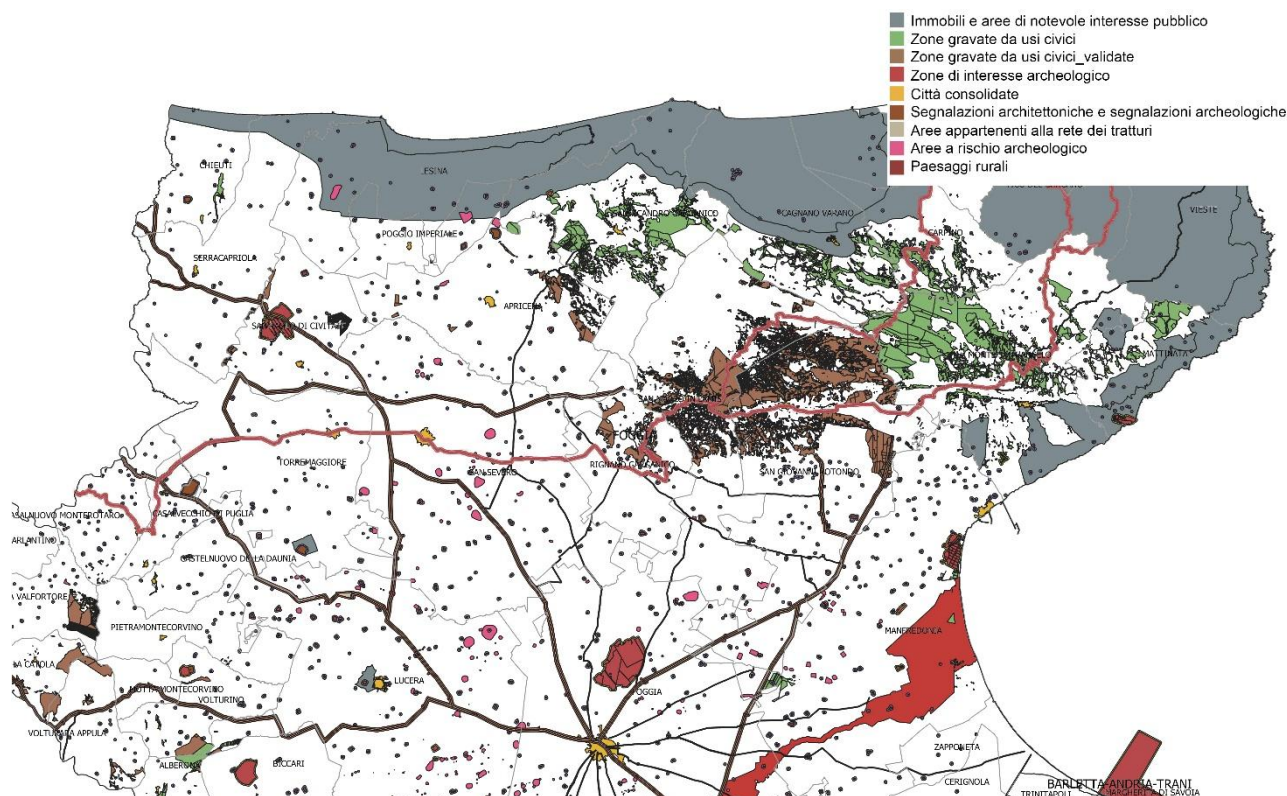 Immobili e aree di notevole interesse pubblico
Zone gravate da usi civici
Zone gravate da usi civici_validate
Zone di interesse archeologico
Città consolidate
Segnalazioni architettoniche e segnalazioni archeologiche
Aree appartenenti alla rete dei tratturi
Aree a rischio archeologico
Paesaggi rurali
CHIEUTI
LESINA
VIESTE
CAGNANO VARANO
POGGIO IMPERIALE
CARPINO
SERRACAPRIOLA
APRICENA
MATTINATA
TORREMAGGIORE
SAN SEVERO
RIGNANO GARGANICO
SAN GIOVANNI ROTONDO
CASALVECCHIO DI PUGLIA
CASTELNUOVO DELLA DAUNIA
PIETRAMONTECORVINO
MANFREDONIA
MOTTA MONTECORVINO
VOLTURINO
LUCERA
VOLTURARA APPULA
ZAPPONETA
ALBERONA
BICCARI
CERIGNOLA
BARLETTA-ANDRIA-TRANI
TRINITAPOLI